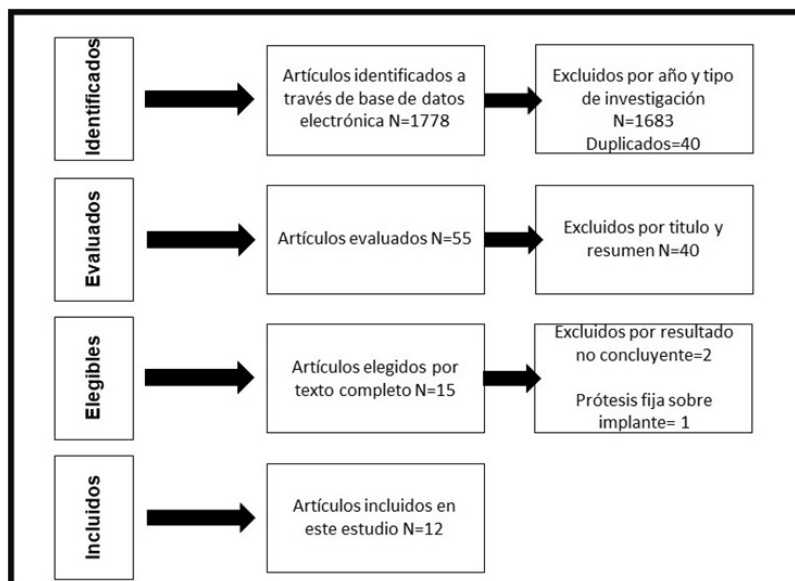 Identificados
Artículos identificados a
través de base de datos
electrónica N=1778
Excluidos por año y tipo
de investigación
N=1683
Duplicados=40
Evaluados
Artículos evaluados N=55
Excluidos por titulo y
resumen N=40
Elegibles
Artículos elegidos por
texto completo N=15
Excluidos por resultado
no concluyente=2
Prótesis fija sobre
implante= 1
Incluidos
Artículos incluidos en
este estudio N=12